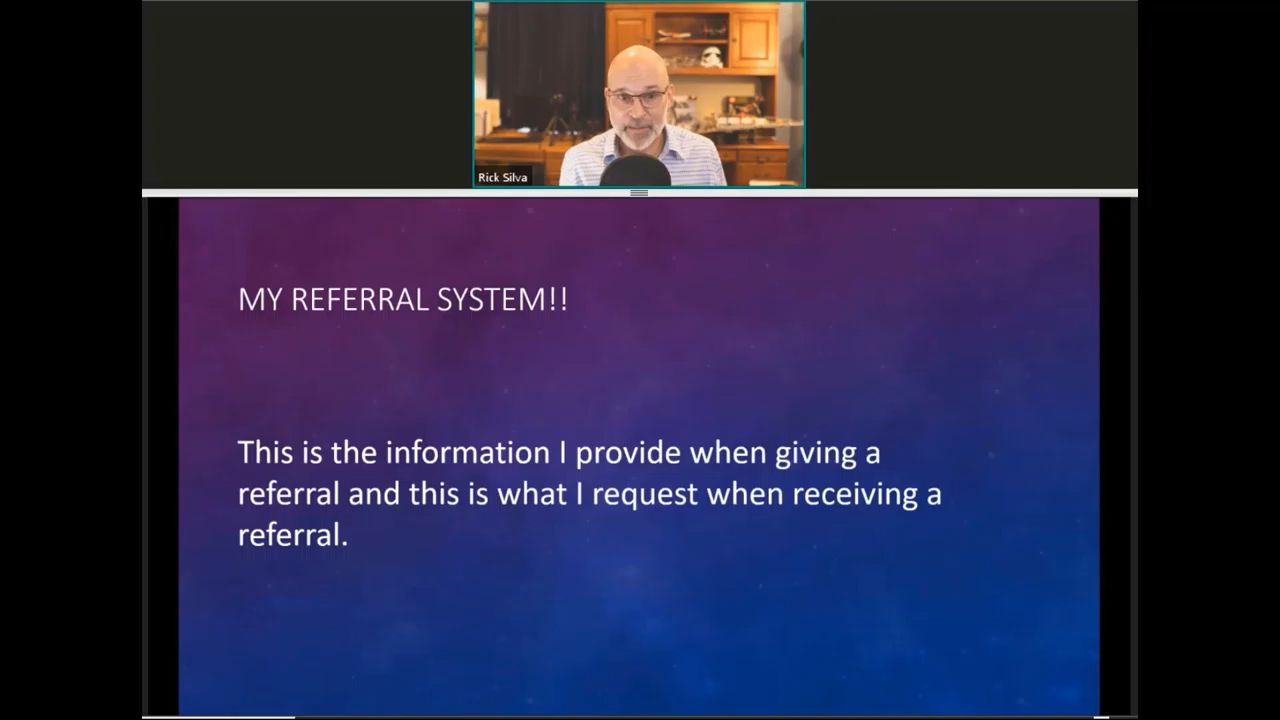 Rick Silva
MY REFERRAL SYSTEM!!
This is the information I provide when giving a
referral and this is what I request when receiving a
referral.